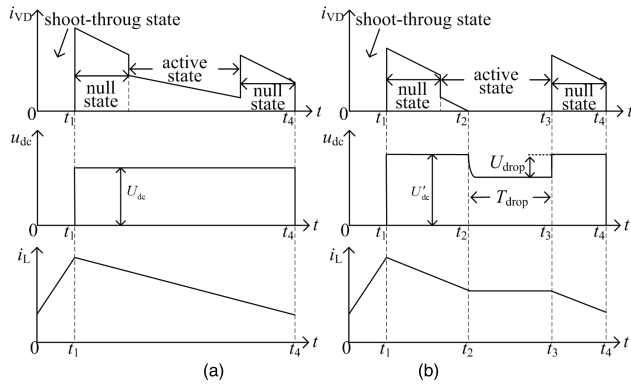 i_VD
shoot-throug state
active
state
null
state
null
state
0
t_1
t_4
t
u_dc
U_dc
0
t_1
t_4
t
i_L
0
t_1
t_4
t
(a)
i_VD
shoot-through state
active state
null
state
null
state
0
t_1
t_2
t_3
t_4
t
u_dc
U_drop
U'_dc
T_drop
0
t_1
t_2
t_3
t_4
t
i_L
0
t_1
t_2
t_3
t_4
t
(b)